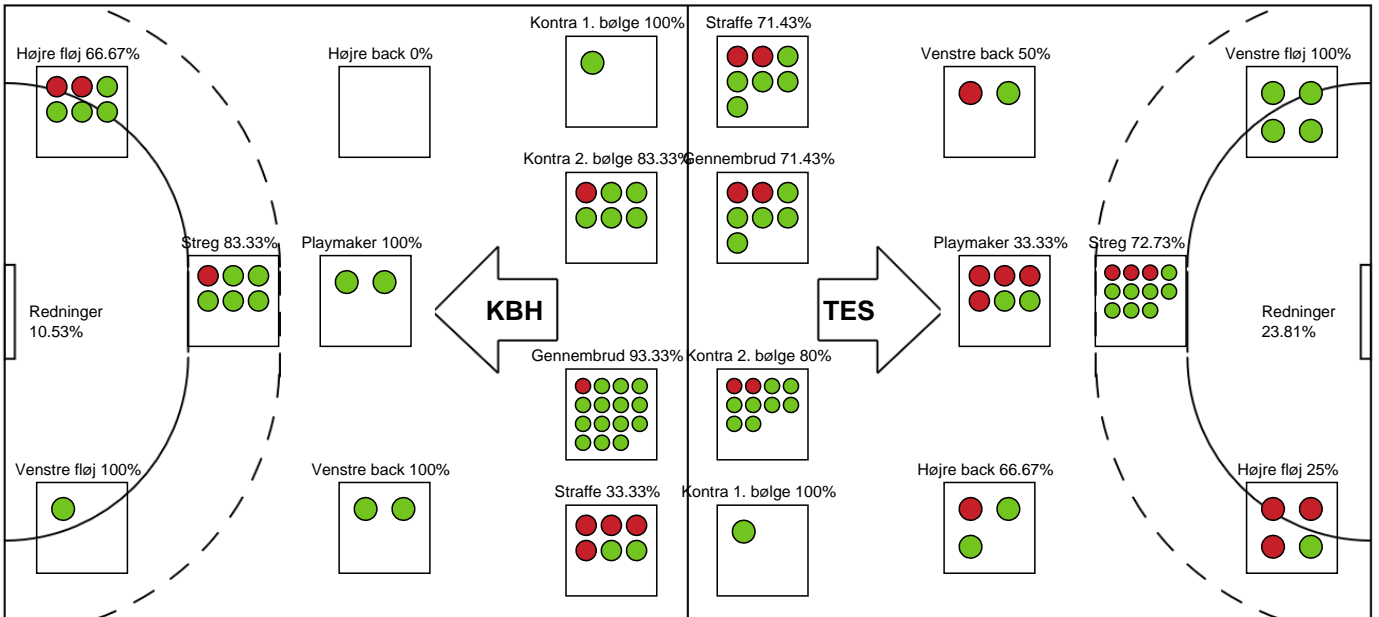 Kontra 1. bølge 100%
Straffe 71.43%
Højre fløj 66.67%
Højre back 0%
Venstre back 50%
Venstre fløj 100%
Kontra 2. bølge 83.33%
Gennembrud 71.43%
Streg 83.33%
Playmaker 100%
Playmaker 33.33%
Streg 72.73%
KBH
TES
Redninger
10.53%
Redninger
23.81%
Gennembrud 93.33%
Kontra 2. bølge 80%
Venstre fløj 100%
Venstre back 100%
Højre back 66.67%
Højre fløj 25%
Straffe 33.33%
Kontra 1. bølge 100%